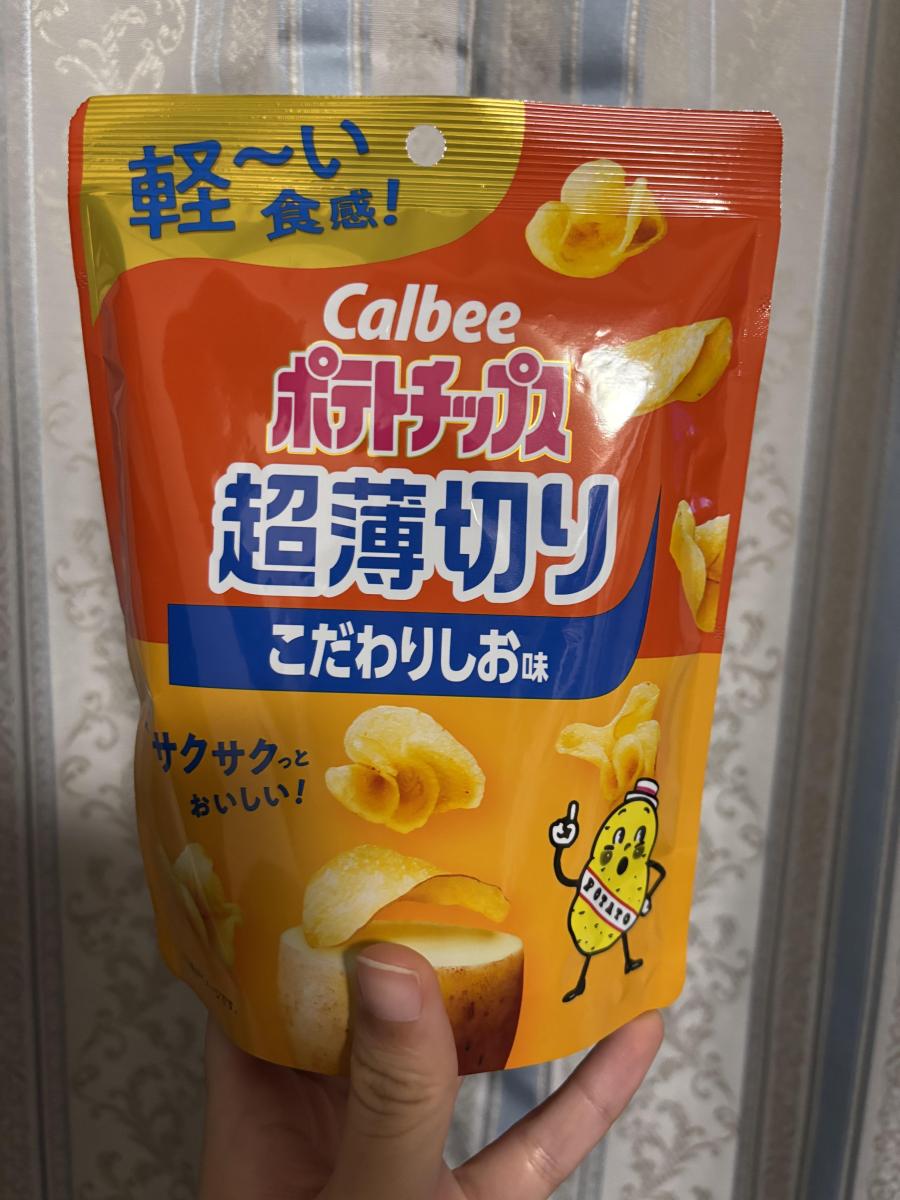 軽～い
食感！
Calbee
ポテトチップス
超薄切り
こだわりしお味
サクサクっと
おいしい！
POTATO